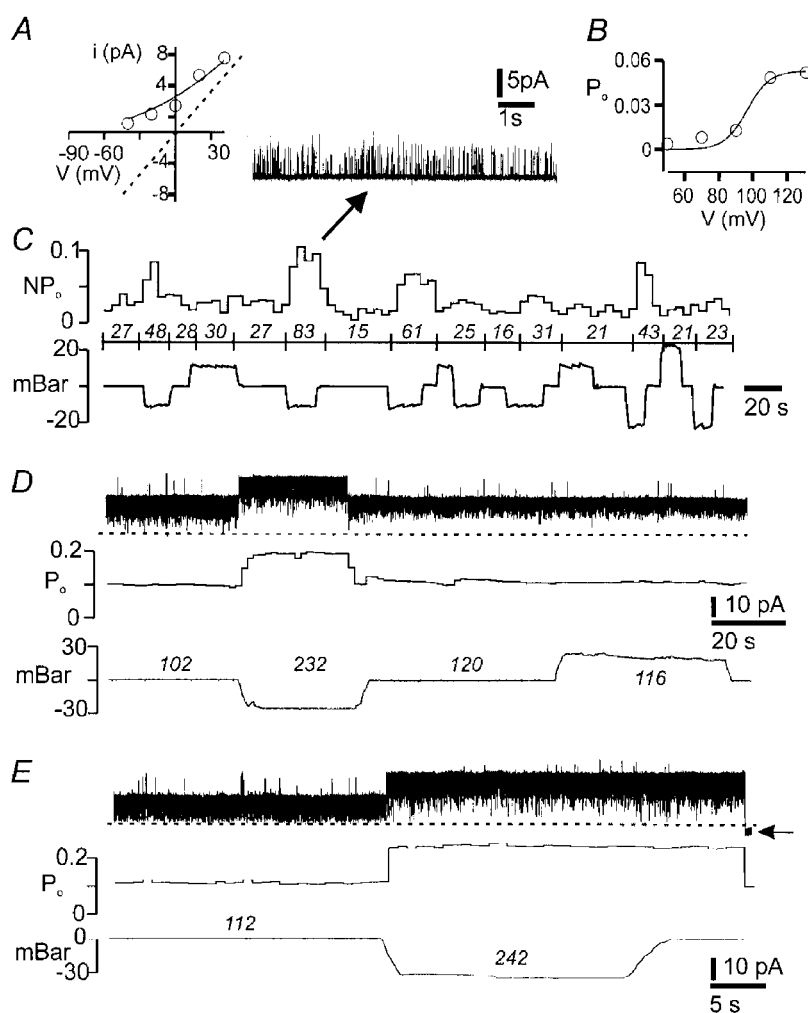 A
i (pA)
8
4
-90 -60 30
V (mV)
-4
-8
5pA
1s
B
0.06
Pₒ
0.03
0
60 80 100 120
V (mV)
C
0.1
NPₒ
0
27 48 28 30 27 83 15 61 25 16 31 21 43 21 23
20
mBar
-20
20 s
D
0.2
Pₒ
0
10 pA
20 s
30
mBar
-30
102 232 120 116
E
0.2
Pₒ
0
112
0
mBar
-30
242
10 pA
5 s